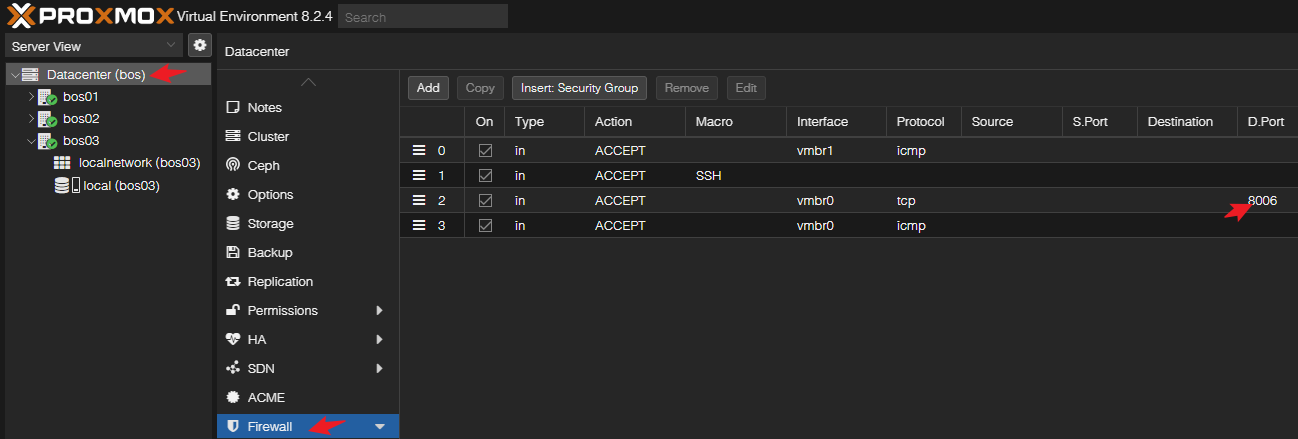 PROXMOX Virtual Environment 8.2.4 Search
Server View
Datacenter (bos)
bos01
bos02
bos03
localnetwork (bos03)
local (bos03)
Datacenter
Notes
Cluster
Ceph
Options
Storage
Backup
Replication
Permissions
HA
SDN
ACME
Firewall
Add Copy Insert: Security Group Remove Edit
On Type Action Macro Interface Protocol Source S.Port Destination D.Port
0 in ACCEPT vmbr1 icmp
1 in ACCEPT SSH
2 in ACCEPT vmbr0 tcp 8006
3 in ACCEPT vmbr0 icmp